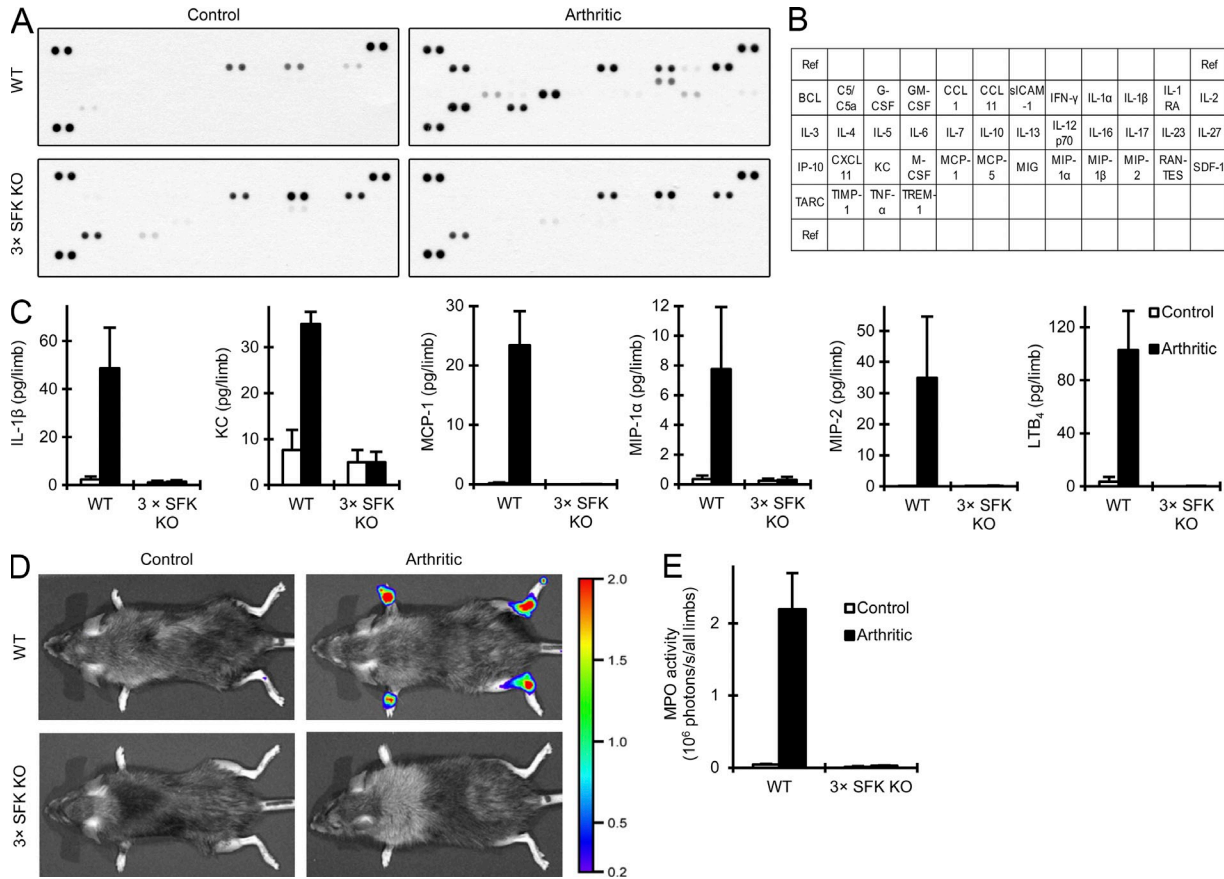 A
Control
Arthritic
WT
3× SFK KO
B
Ref Ref
BCL C5/ C5a G- CSF GM- CSF CCL 1 CCL 11 sICAM -1 IFN-γ IL-1α IL-1β IL-1 RA IL-2
IL-3 IL-4 IL-5 IL-6 IL-7 IL-10 IL-13 IL-12 p70 IL-16 IL-17 IL-23 IL-27
IP-10 CXCL 11 KC M- CSF MCP- 1 MCP- 5 MIG MIP- 1α MIP- 1β MIP- 2 RAN- TES SDF-1
TARC TIMP- 1 TNF- α TREM- 1
Ref
C
IL-1β (pg/limb)
60
40
20
0
WT
3 × SFK
KO
KC (pg/limb)
30
20
10
0
WT
3 × SFK
KO
MCP-1 (pg/limb)
30
20
10
0
WT
3 × SFK
KO
MIP-1α (pg/limb)
12
10
8
6
4
2
0
WT
3 × SFK
KO
MIP-2 (pg/limb)
50
40
30
20
10
0
WT
3 × SFK
KO
LTB4 (pg/limb)
120
80
40
0
WT
3 × SFK
KO
Control
Arthritic
D
Control
Arthritic
WT
3× SFK KO
2.0
1.5
1.0
0.5
0.2
E
MPO activity
(10⁶ photons/s/all limbs)
2
1
0
WT
3× SFK KO
Control
Arthritic